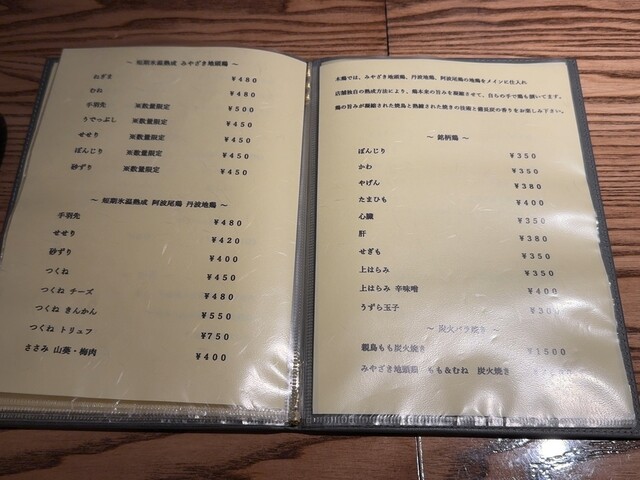 ～ 短期氷温熟成 みやざき地頭鶏 ～
ねぎま ￥480
むね ￥480
手羽先 ※数量限定 ￥500
うでっぷし ※数量限定 ￥450
せせり ※数量限定 ￥450
ぼんじり ※数量限定 ￥450
砂ずり ※数量限定 ￥450
～ 短期氷温熟成 阿波尾鶏 丹波地鶏 ～
手羽先 ￥480
せせり ￥420
砂ずり ￥400
つくね ￥450
つくね チーズ ￥480
つくね きんかん ￥550
つくね トリュフ ￥750
ささみ 山葵・梅肉 ￥400
では、みやざき地頭鶏、丹波地鶏、阿波尾鶏の地鶏をメインに仕入れ
店舗独自の熟成方法により、鶏本来の旨みを凝縮させて、自らの手で鶏も捌いてます。
鶏の旨みが凝縮された焼鳥と熟練された焼きの技術と備長炭の香りをお楽しみ下さい。
～ 銘柄鶏 ～
ぼんじり ￥350
かわ ￥350
やげん ￥380
たまひも ￥400
心臓 ￥350
肝 ￥380
せぎも ￥350
上はらみ ￥350
上はらみ 辛味噌 ￥400
うずら玉子 ￥300
～ 炭火バラ焼き ～
親鳥もも炭火焼き ￥1500
みやざき地頭鶏 もも＆むね 炭火焼き